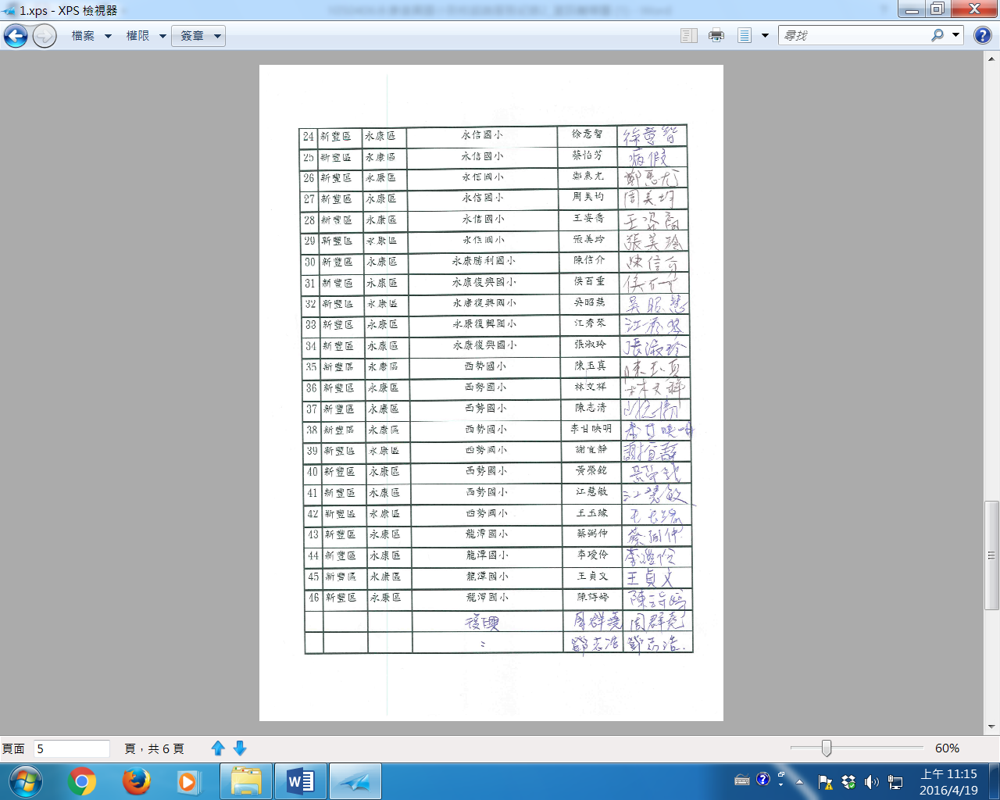 1.xps - XPS 檢視器
檔案 權限 簽章 尋找
24 新豐區 永康區 永信國小 徐意智 徐意智
25 新豐區 永康區 永信國小 蔡怡芳 病假
26 新豐區 永康區 永信國小 鄭惠尤 鄭惠尤
27 新豐區 永康區 永信國小 周美均 周美均
28 新豐區 永康區 永信國小 王姿喬 王姿喬
29 新豐區 永康區 永信國小 張美玲 張美玲
30 新豐區 永康區 永康勝利國小 陳信介 陳信介
31 新豐區 永康區 永康復興國小 侯百重 侯百重
32 新豐區 永康區 永康復興國小 吳昭慧 吳昭慧
33 新豐區 永康區 永康復興國小 江秀琴 江秀琴
34 新豐區 永康區 永康復興國小 張淑玲 張淑玲
35 新豐區 永康區 西勢國小 陳玉真 陳玉真
36 新豐區 永康區 西勢國小 林文祥 林文祥
37 新豐區 永康區 西勢國小 陳志清
38 新豐區 永康區 西勢國小 李甘映明 李甘映明
39 新豐區 永康區 西勢國小 謝宜靜 謝宜靜
40 新豐區 永康區 西勢國小 黃榮銘 黃榮銘
41 新豐區 永康區 西勢國小 江慧敏 江慧敏
42 新豐區 永康區 西勢國小 王玉緣 王玉緣
43 新豐區 永康區 龍潭國小 蔡弼仲 蔡弼仲
44 新豐區 永康區 龍潭國小 李璦伶 李璦伶
45 新豐區 永康區 龍潭國小 王貞文 王貞文
46 新豐區 永康區 龍潭國小 陳詩婷 陳詩婷
復興 周群堯 周群堯
〃 鄧志浩 鄧志浩
頁面 5 頁，共 6 頁 60%
上午 11:15
2016/4/19